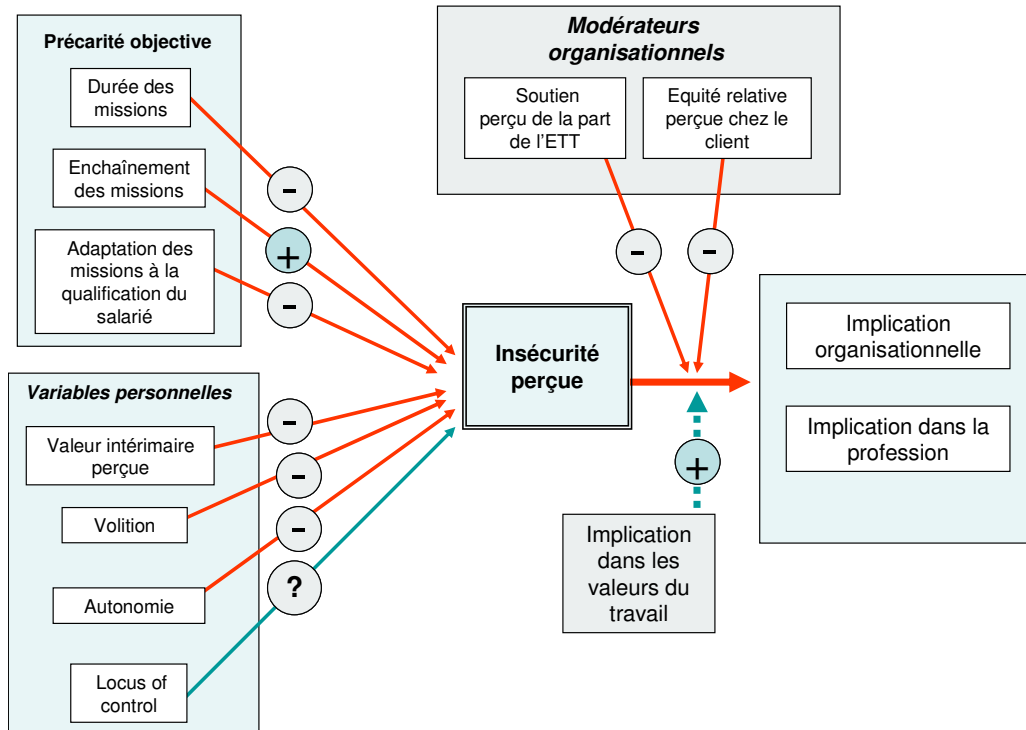 Précarité objective
Durée des
missions
Enchaînement
des missions
Adaptation des
missions à la
qualification du
salarié
-
+
-
Variables personnelles
Valeur intérimaire
perçue
Volition
Autonomie
Locus of
control
-
-
-
?
Insécurité
perçue
Modérateurs
organisationnels
Soutien
perçu de la part
de l'ETT
Equité relative
perçue chez le
client
-
-
+
Implication
dans les
valeurs du
travail
Implication
organisationnelle
Implication dans la
profession